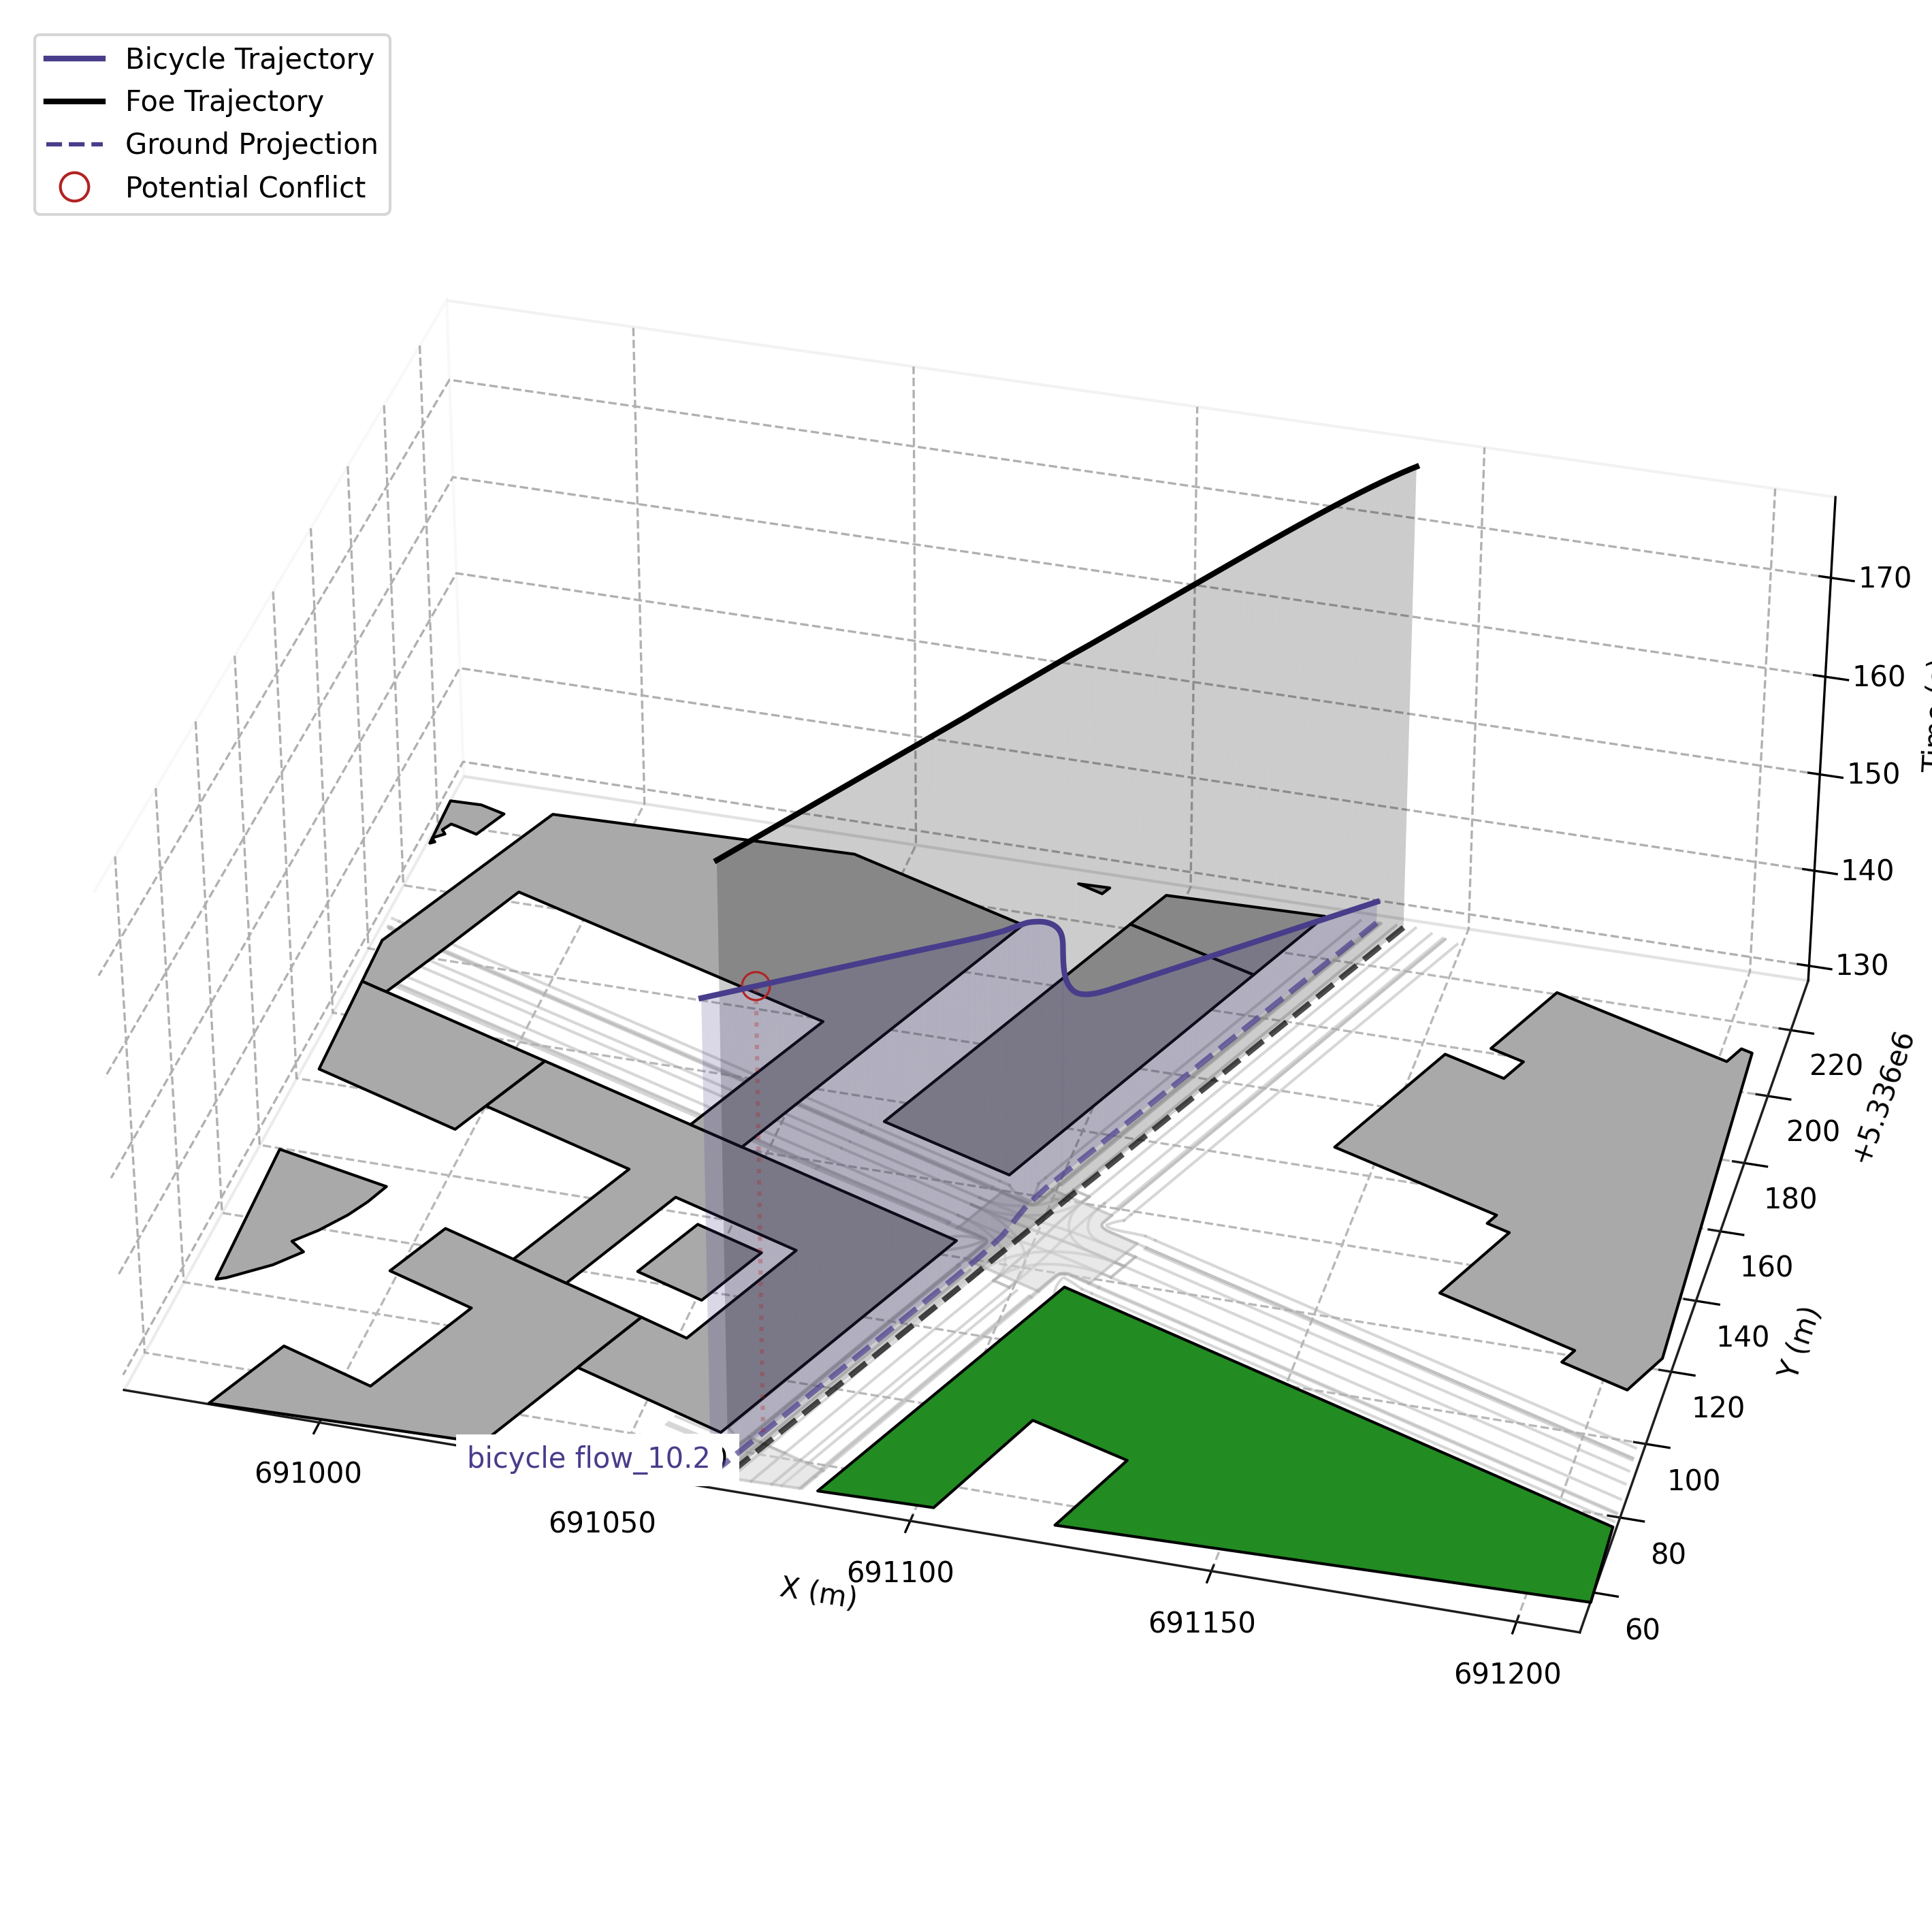 Bicycle Trajectory
Foe Trajectory
Ground Projection
Potential Conflict
170
160
150
140
130
220
200
180
160
140
120
100
80
60
+5.336e6
Y (m)
bicycle flow_10.2
691000
691050
691100
691150
691200
X (m)